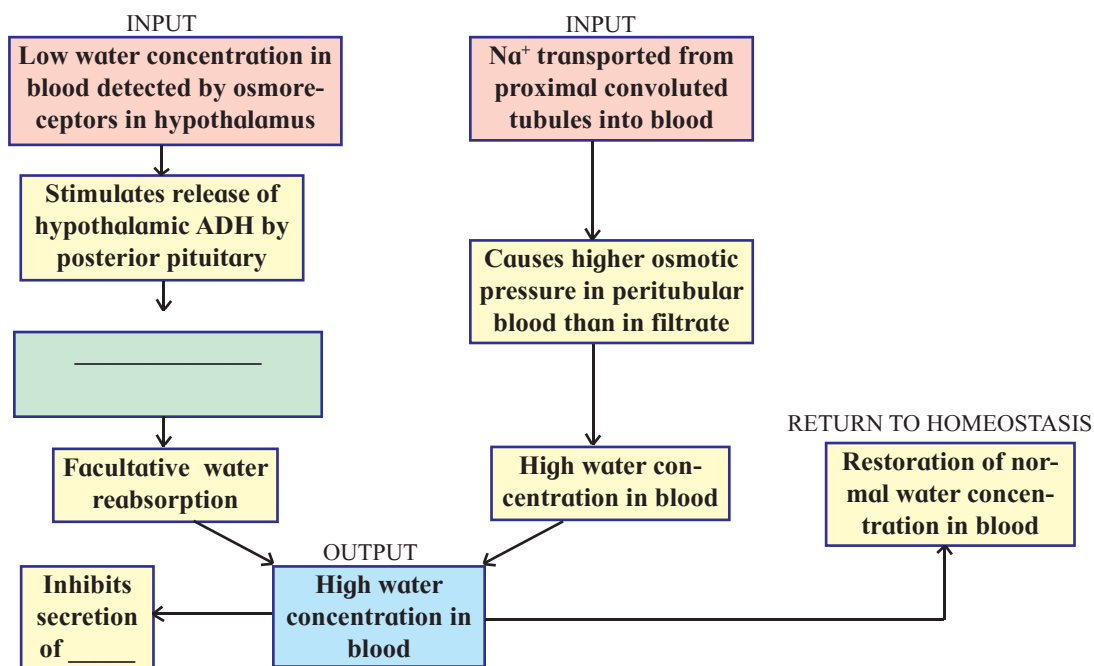 INPUT
Low water concentration in
blood detected by osmore-
ceptors in hypothalamus
Stimulates release of
hypothalamic ADH by
posterior pituitary
____________________
Facultative water
reabsorption
INPUT
Na⁺ transported from
proximal convoluted
tubules into blood
Causes higher osmotic
pressure in peritubular
blood than in filtrate
High water con-
centration in blood
OUTPUT
High water
concentration in
blood
Inhibits
secretion
of ______
RETURN TO HOMEOSTASIS
Restoration of nor-
mal water concen-
tration in blood